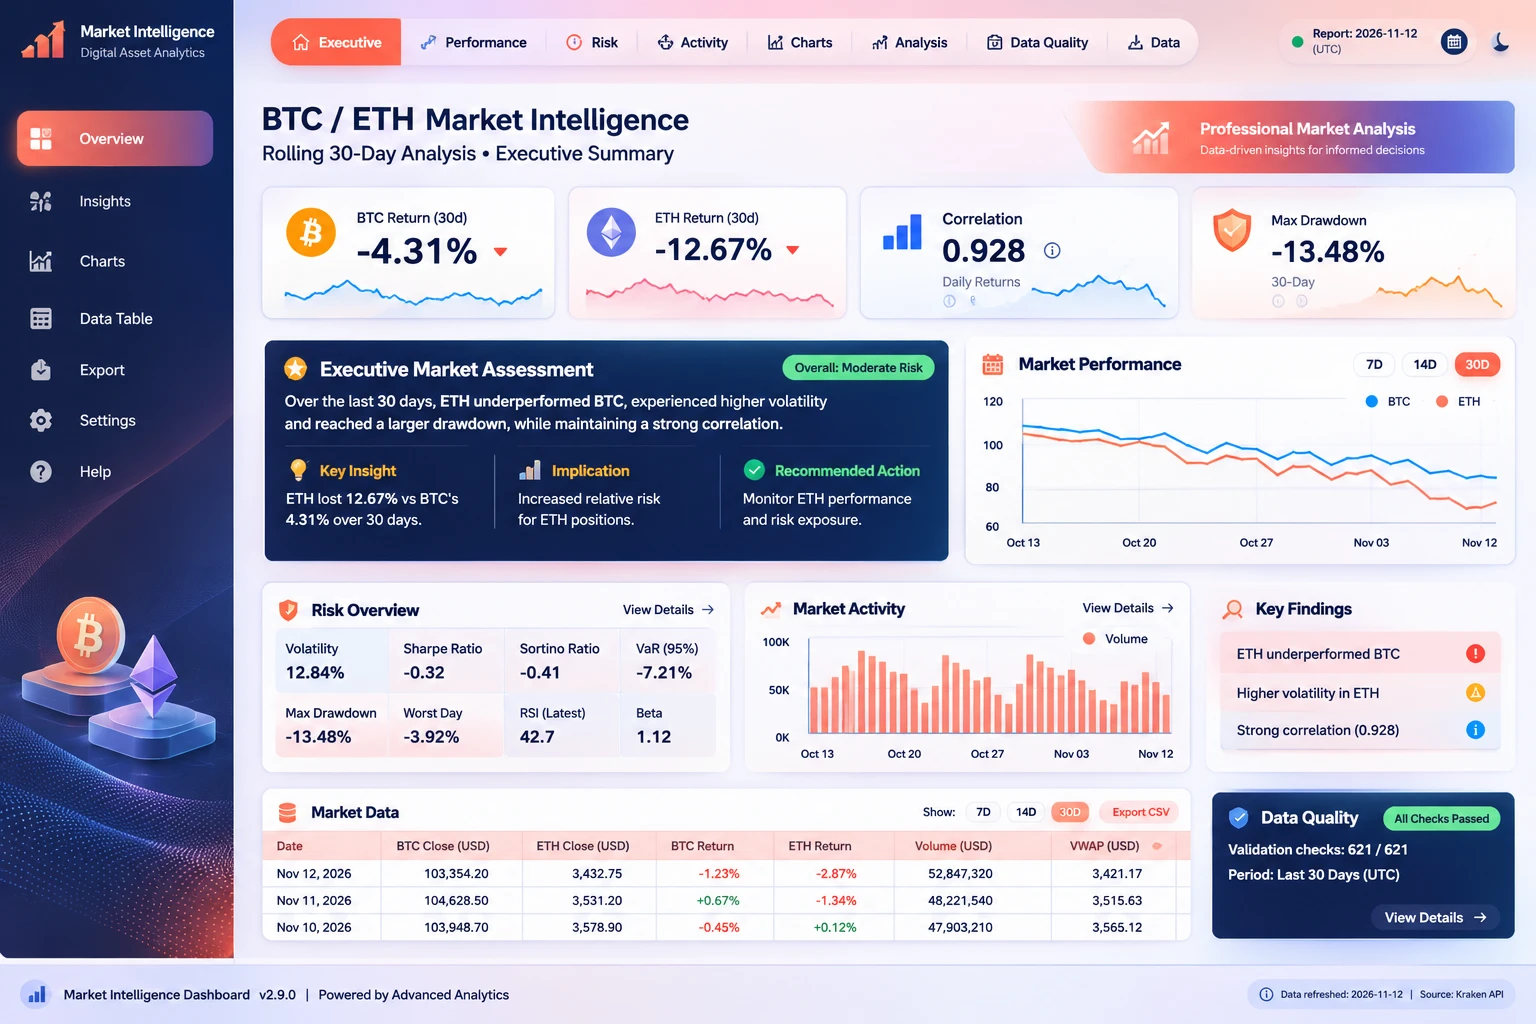 Market Intelligence
Digital Asset Analytics
Executive
Performance
Risk
Activity
Charts
Analysis
Data Quality
Data
Report: 2026-11-12
(UTC)
Overview
Insights
Charts
Data Table
Export
Settings
Help
BTC / ETH Market Intelligence
Rolling 30-Day Analysis • Executive Summary
Professional Market Analysis
Data-driven insights for informed decisions
BTC Return (30d)
-4.31%
ETH Return (30d)
-12.67%
Correlation
0.928
Daily Returns
Max Drawdown
-13.48%
30-Day
Executive Market Assessment
Overall: Moderate Risk
Over the last 30 days, ETH underperformed BTC, experienced higher volatility
and reached a larger drawdown, while maintaining a strong correlation.
Key Insight
ETH lost 12.67% vs BTC's
4.31% over 30 days.
Implication
Increased relative risk
for ETH positions.
Recommended Action
Monitor ETH performance
and risk exposure.
Market Performance
7D
14D
30D
BTC
ETH
120
100
80
60
Oct 13
Oct 20
Oct 27
Nov 03
Nov 12
Risk Overview
View Details →
Volatility
12.84%
Sharpe Ratio
-0.32
Sortino Ratio
-0.41
VaR (95%)
-7.21%
Max Drawdown
-13.48%
Worst Day
-3.92%
RSI (Latest)
42.7
Beta
1.12
Market Activity
View Details →
Volume
100K
50K
0K
Oct 13
Oct 20
Oct 27
Nov 03
Nov 12
Key Findings
ETH underperformed BTC
Higher volatility in ETH
Strong correlation (0.928)
Market Data
Show:
7D
14D
30D
Export CSV
Date BTC Close (USD) ETH Close (USD) BTC Return ETH Return Volume (USD) VWAP (USD)
Nov 12, 2026 103,354.20 3,432.75 -1.23% -2.87% 52,847,320 3,421.17
Nov 11, 2026 104,628.50 3,531.20 +0.67% -1.34% 48,221,540 3,515.63
Nov 10, 2026 103,948.70 3,578.90 -0.45% +0.12% 47,903,210 3,565.12
Data Quality
All Checks Passed
Validation checks: 621 / 621
Period: Last 30 Days (UTC)
View Details →
Market Intelligence Dashboard v2.9.0 | Powered by Advanced Analytics
Data refreshed: 2026-11-12 | Source: Kraken API